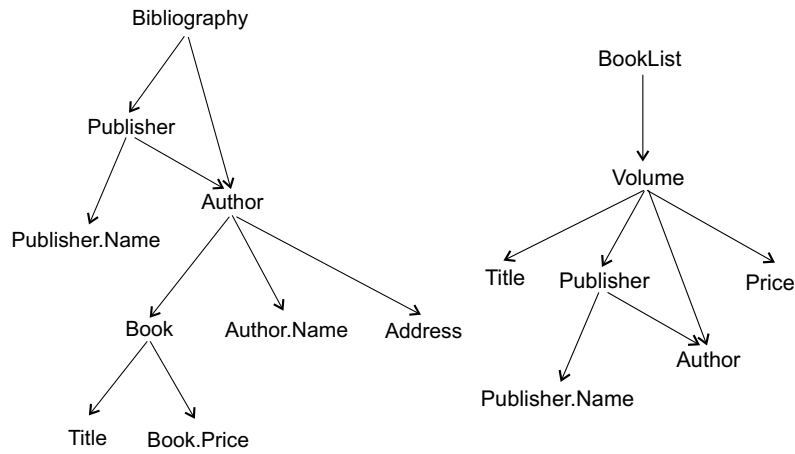 Bibliography
Publisher
Author
Publisher.Name
Book
Author.Name
Address
Title
Book.Price
BookList
Volume
Title
Publisher
Price
Author
Publisher.Name